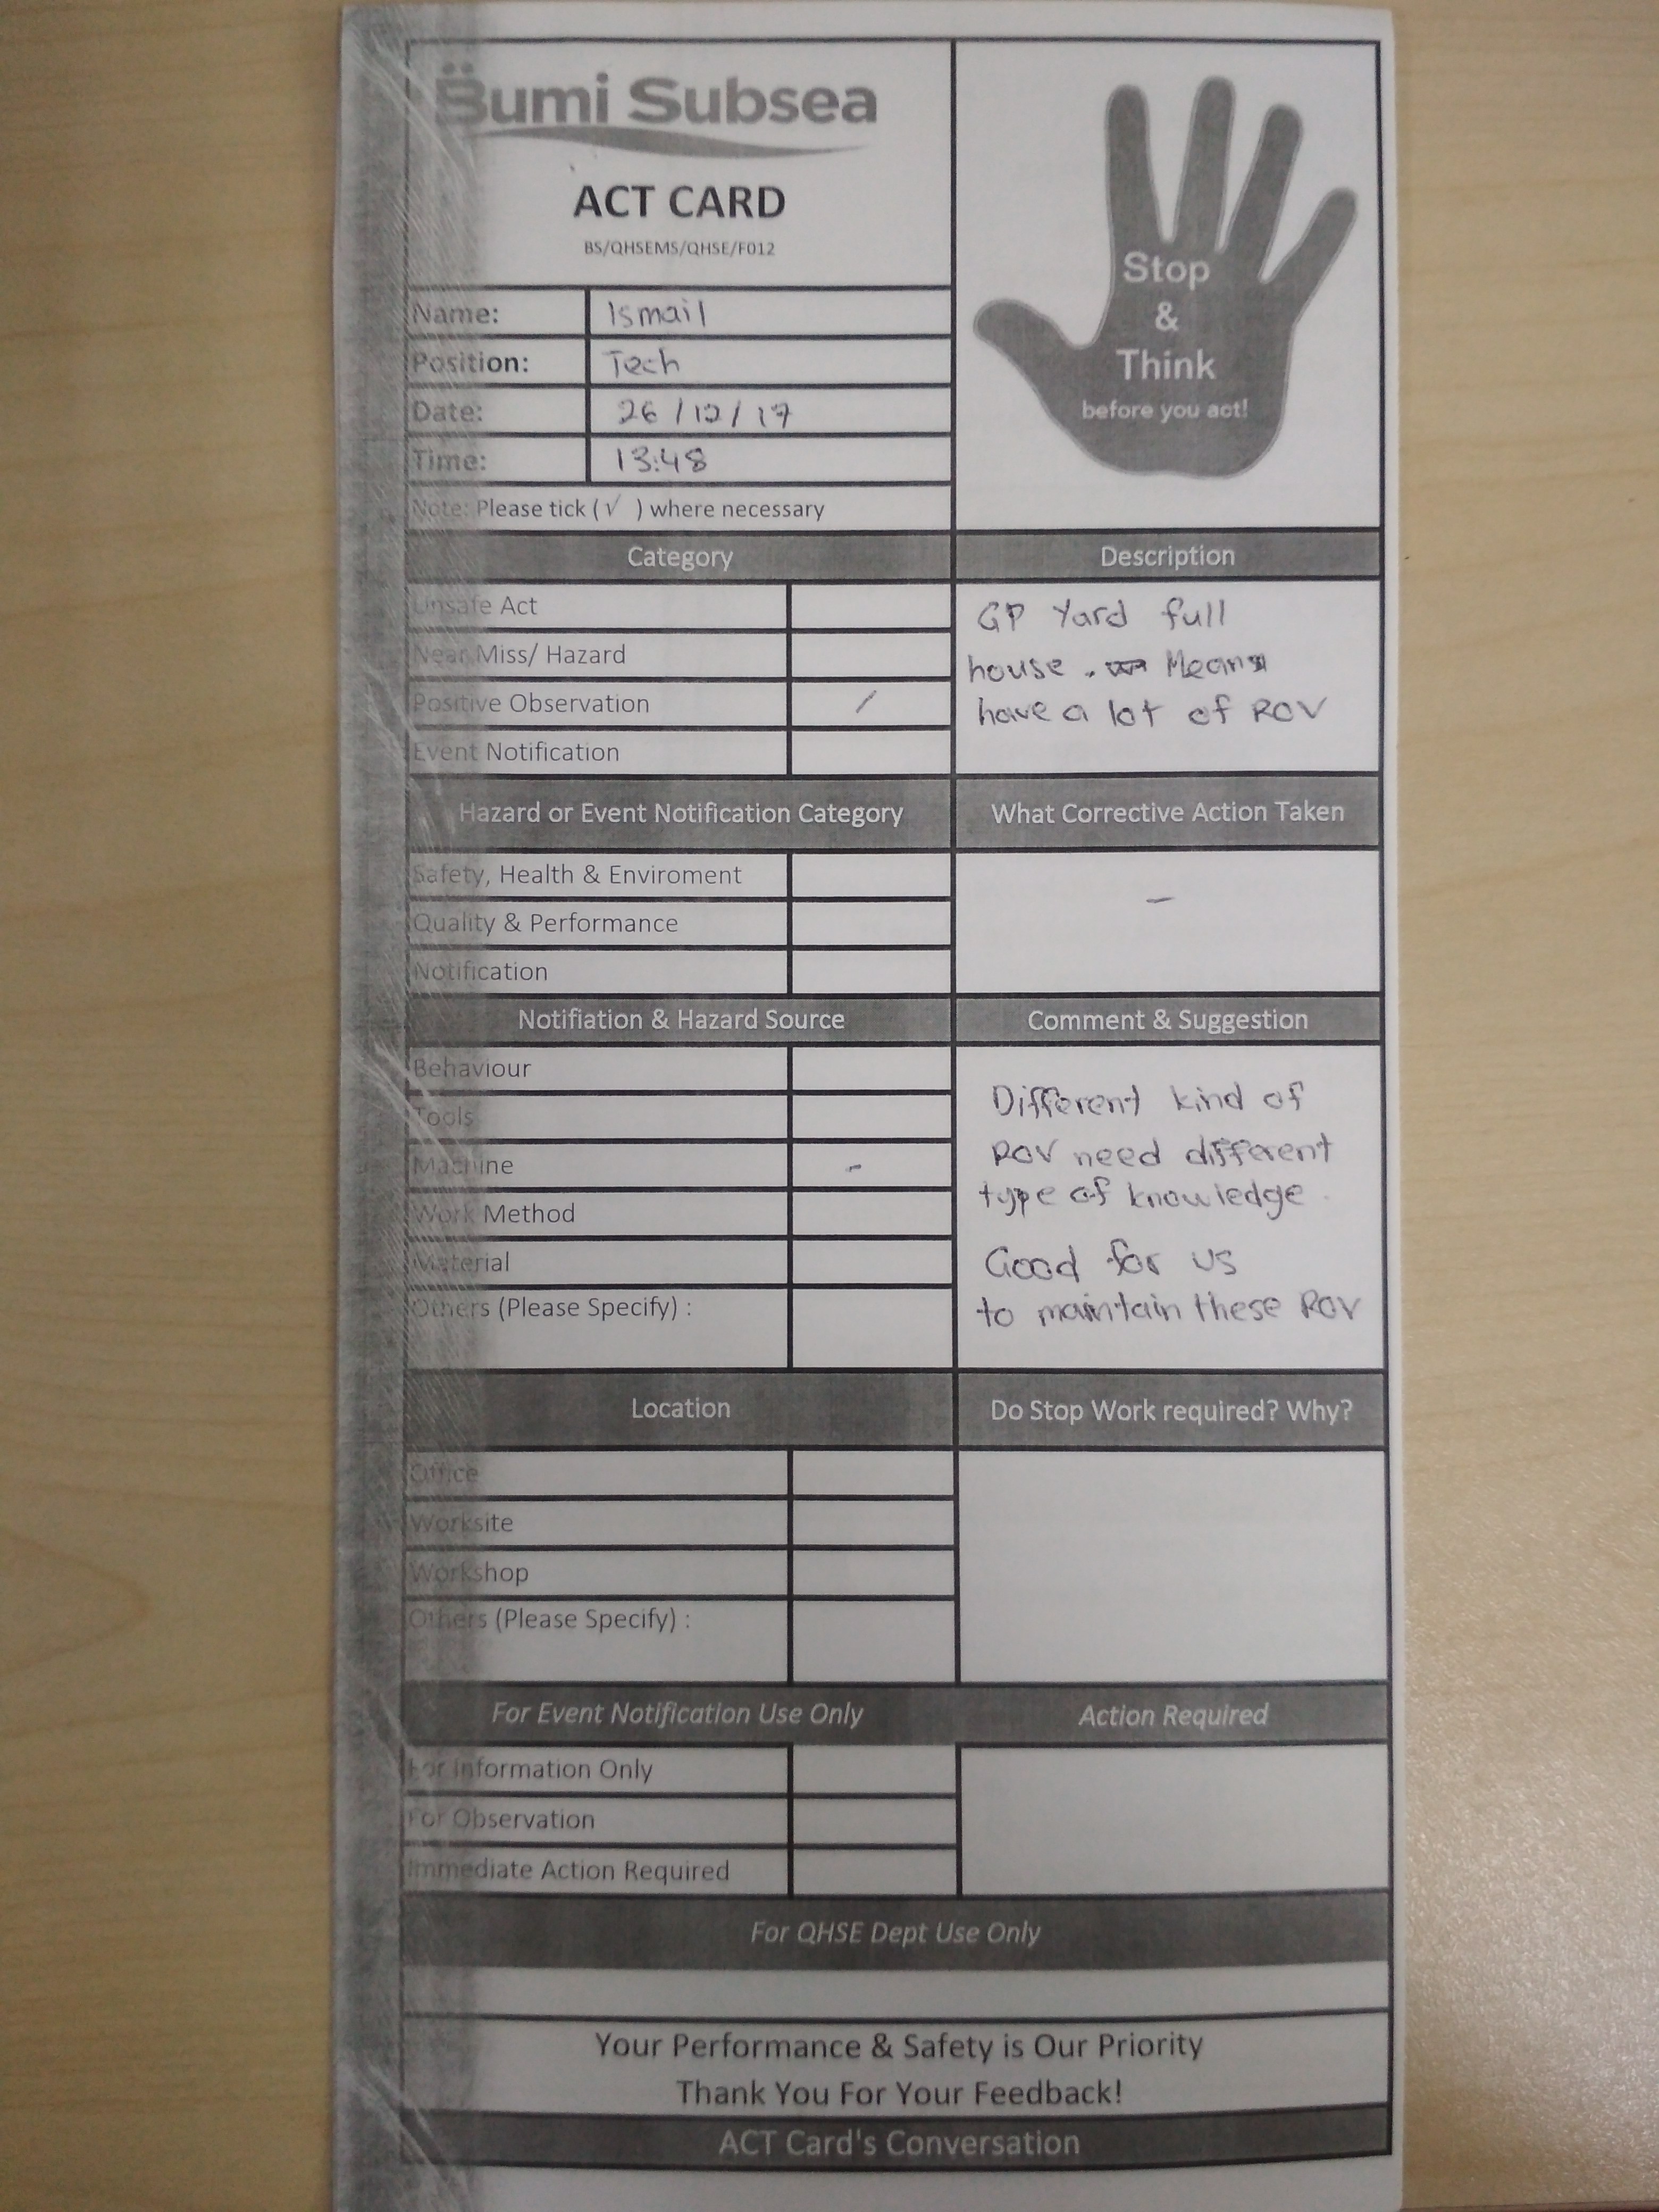 Bumi Subsea
ACT CARD
BS/QHSEMS/QHSE/F012
Stop
&
Think
before you act!
Name: Ismail
Position: Tech
Date: 26/12/17
Time: 13:48
Note: Please tick (√ ) where necessary
Category
Unsafe Act
Near Miss/ Hazard
Positive Observation /
Event Notification
Description
GP Yard full
house. Means
have a lot of ROV
Hazard or Event Notification Category
Safety, Health & Enviroment
Quality & Performance
Notification
What Corrective Action Taken
–
Notifiation & Hazard Source
Behaviour
Tools
Machine -
Work Method
Material
Others (Please Specify) :
Comment & Suggestion
Different kind of
ROV need different
type of knowledge.
Good for us
to maintain these ROV
Location
Office
Worksite
Workshop
Others (Please Specify) :
Do Stop Work required? Why?
For Event Notification Use Only
For Information Only
For Observation
Immediate Action Required
Action Required
For QHSE Dept Use Only
Your Performance & Safety is Our Priority
Thank You For Your Feedback!
ACT Card's Conversation